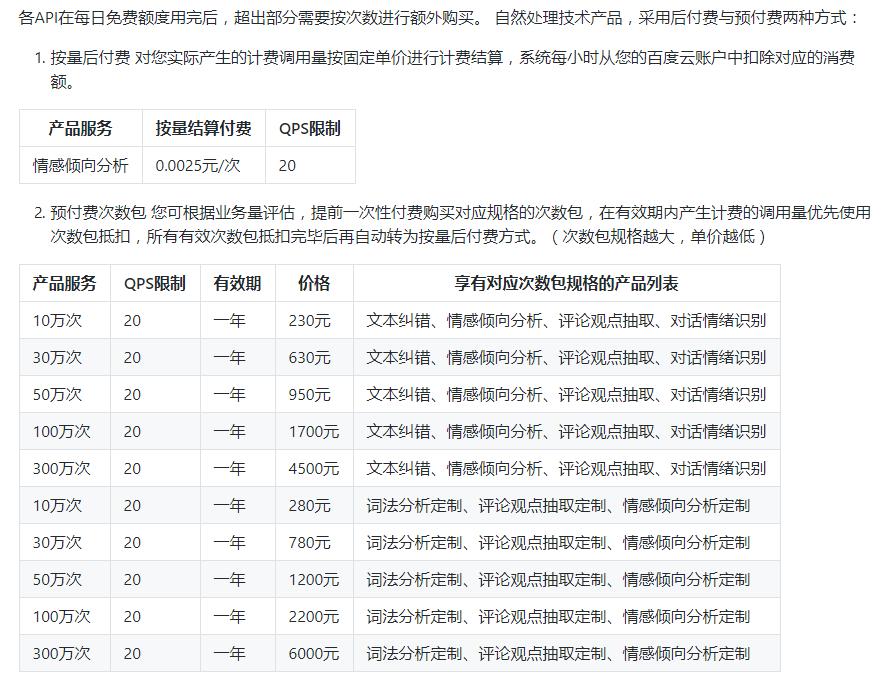 各API在每日免费额度用完后，超出部分需要按次数进行额外购买。 自然处理技术产品，采用后付费与预付费两种方式：
1. 按量后付费 对您实际产生的计费调用量按固定单价进行计费结算，系统每小时从您的百度云账户中扣除对应的消费
额。
产品服务 按量结算付费 QPS限制
情感倾向分析 0.0025元/次 20
2. 预付费次数包 您可根据业务量评估，提前一次性付费购买对应规格的次数包，在有效期内产生计费的调用量优先使用
次数包抵扣，所有有效次数包抵扣完毕后再自动转为按量后付费方式。（ 次数包规格越大，单价越低 ）
产品服务 QPS限制 有效期 价格 享有对应次数包规格的产品列表
10万次 20 一年 230元 文本纠错、情感倾向分析、评论观点抽取、对话情绪识别
30万次 20 一年 630元 文本纠错、情感倾向分析、评论观点抽取、对话情绪识别
50万次 20 一年 950元 文本纠错、情感倾向分析、评论观点抽取、对话情绪识别
100万次 20 一年 1700元 文本纠错、情感倾向分析、评论观点抽取、对话情绪识别
300万次 20 一年 4500元 文本纠错、情感倾向分析、评论观点抽取、对话情绪识别
10万次 20 一年 280元 词法分析定制、评论观点抽取定制、情感倾向分析定制
30万次 20 一年 780元 词法分析定制、评论观点抽取定制、情感倾向分析定制
50万次 20 一年 1200元 词法分析定制、评论观点抽取定制、情感倾向分析定制
100万次 20 一年 2200元 词法分析定制、评论观点抽取定制、情感倾向分析定制
300万次 20 一年 6000元 词法分析定制、评论观点抽取定制、情感倾向分析定制